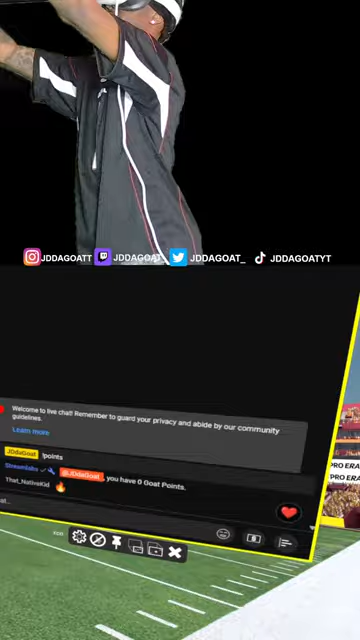 JDDAGOATT JDDAGOAT_ JDDAGOAT_ JDDAGOATYT
Welcome to live chat! Remember to guard your privacy and abide by our community
guidelines.
Learn more
JDdaGoat !points
Streamlabs @JDdaGoat, you have 0 Goat Points.
That_NativeKid 🔥
PRO ERA
PRO ERA